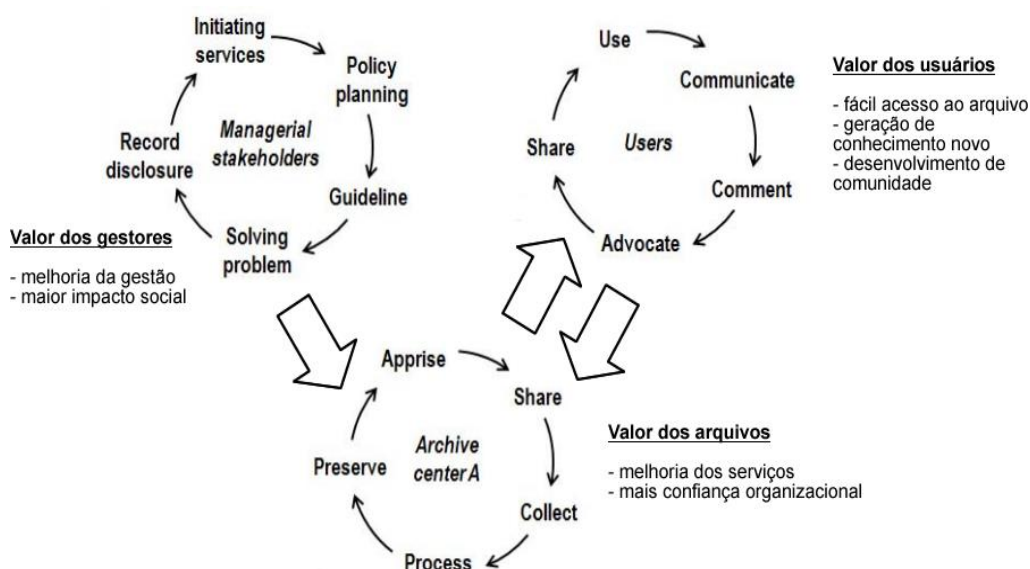 Initiating
services
Policy
planning
Guideline
Solving
problem
Record
disclosure
Managerial
stakeholders
Valor dos gestores
- melhoria da gestão
- maior impacto social
Use
Communicate
Comment
Advocate
Share
Users
Valor dos usuários
- fácil acesso ao arquivo
- geração de
conhecimento novo
- desenvolvimento de
comunidade
Apprise
Share
Collect
Process
Preserve
Archive
center A
Valor dos arquivos
- melhoria dos serviços
- mais confiança organizacional